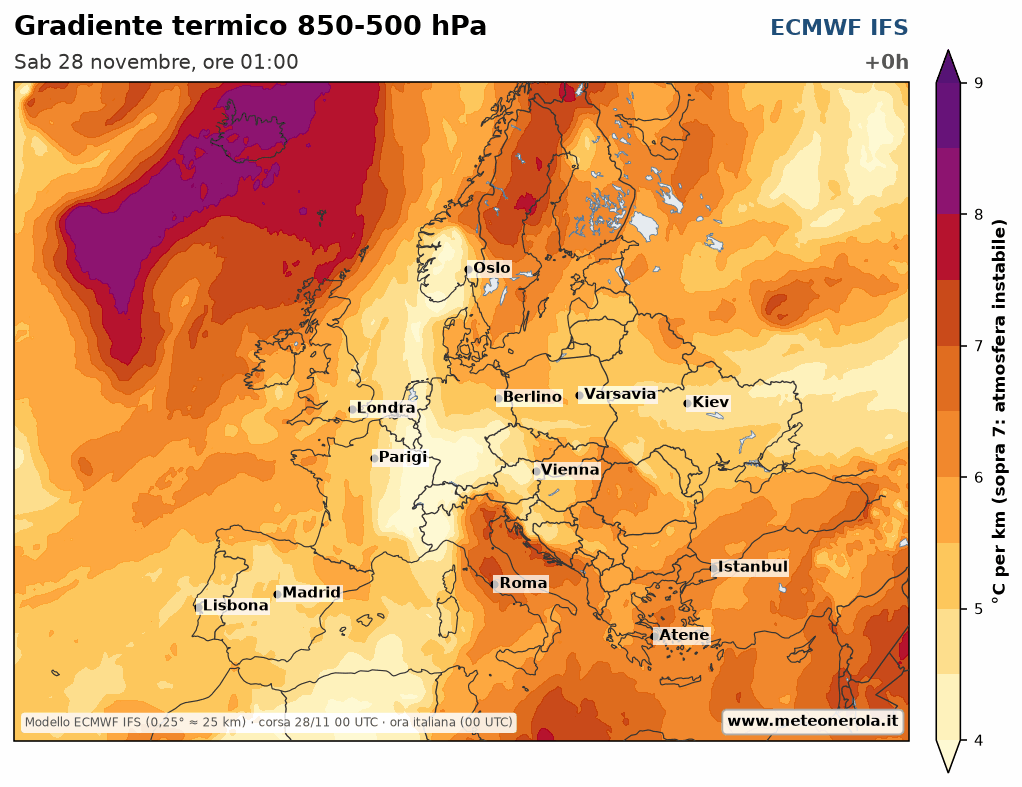 Gradiente termico 850-500 hPa
ECMWF IFS
Sab 28 novembre, ore 01:00
+0h
Oslo
Londra
Berlino
Varsavia
Kiev
Parigi
Vienna
Istanbul
Roma
Madrid
Lisbona
Atene
Modello ECMWF IFS (0,25° ≈ 25 km) · corsa 28/11 00 UTC · ora italiana (00 UTC)
www.meteonerola.it
9
8
7
6
5
4
°C per km (sopra 7: atmosfera instabile)